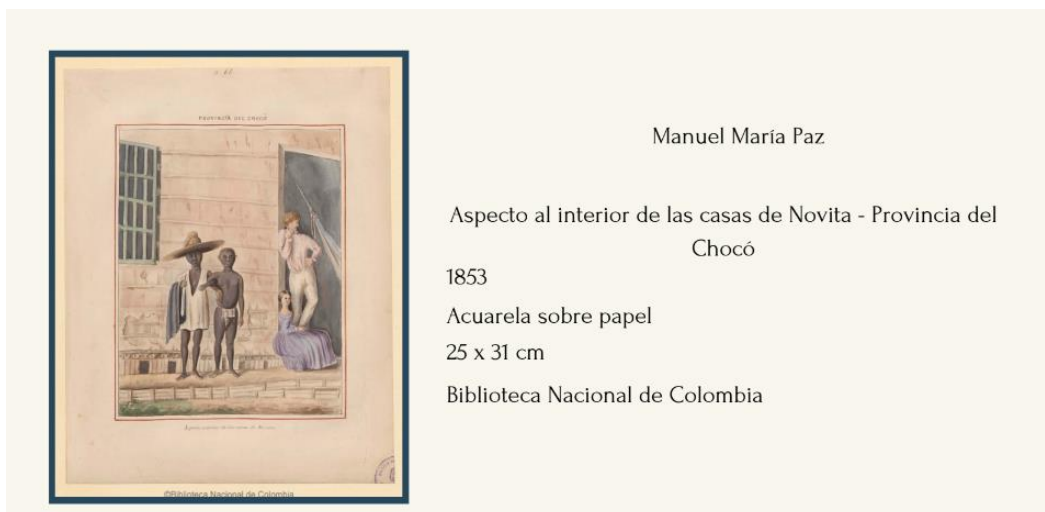 PROVINCIA DEL CHOCÓ
©Biblioteca Nacional de Colombia
Manuel María Paz
Aspecto al interior de las casas de Novita - Provincia del
Chocó
1853
Acuarela sobre papel
25 x 31 cm
Biblioteca Nacional de Colombia